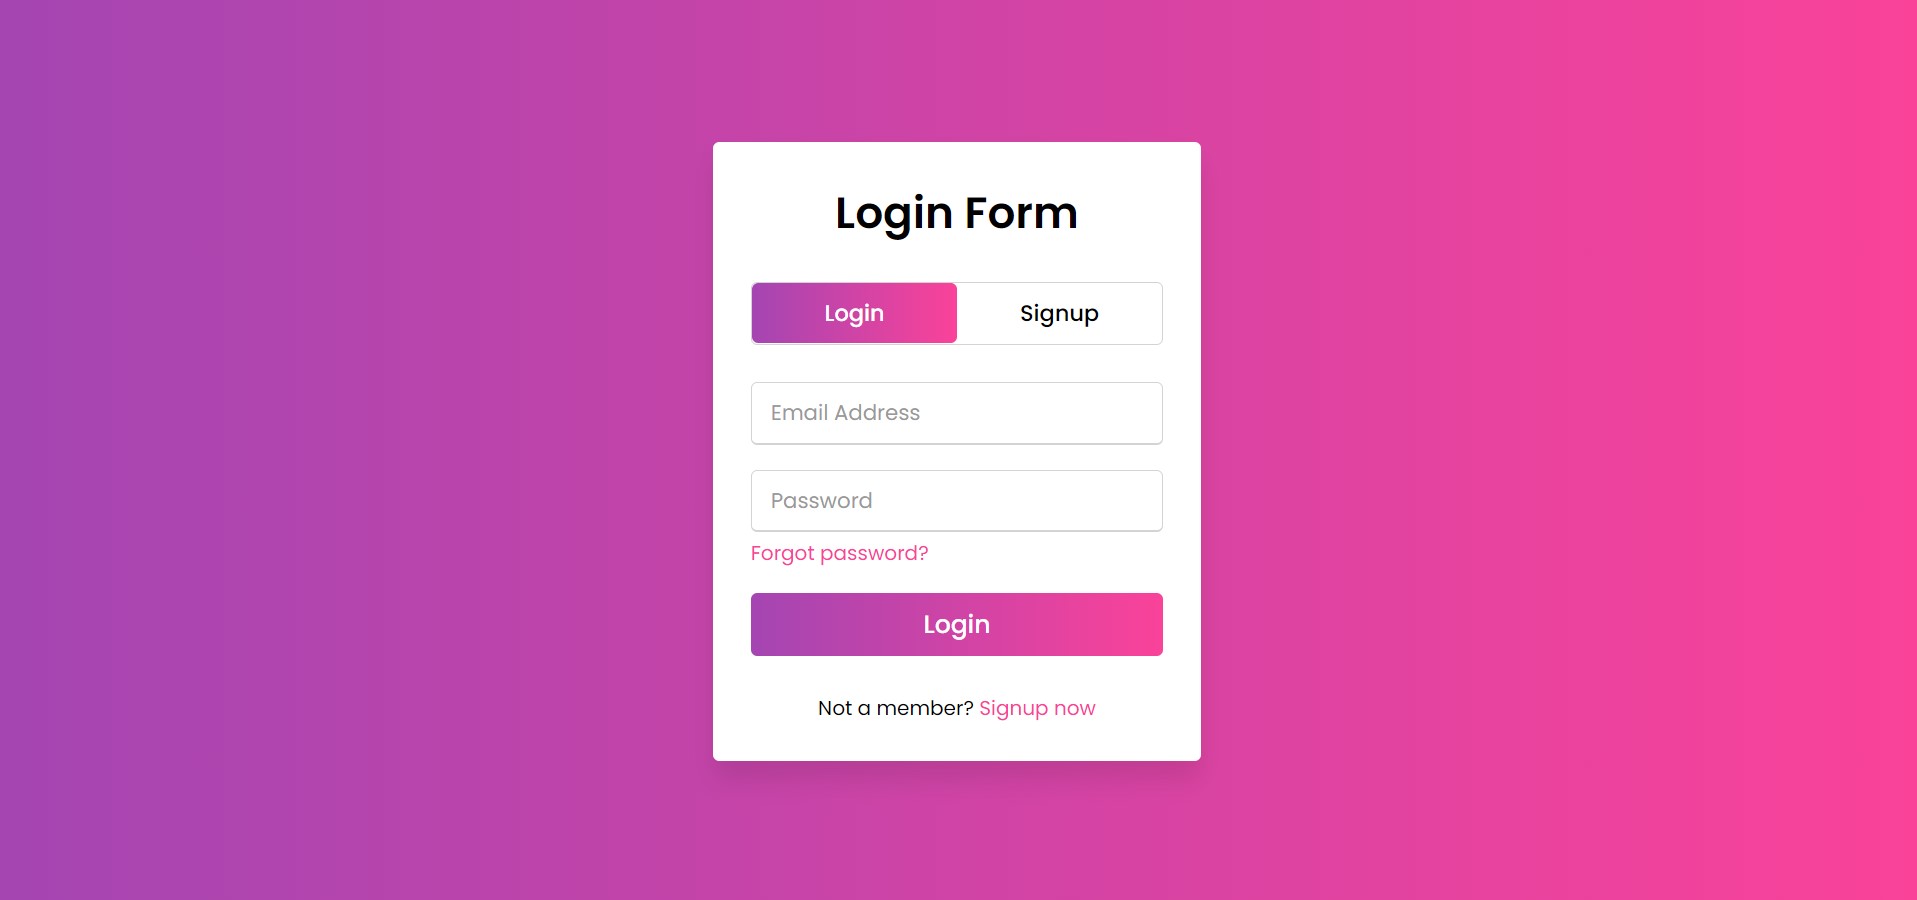 Login Form
Login Signup
Email Address
Password
Forgot password?
Login
Not a member? Signup now